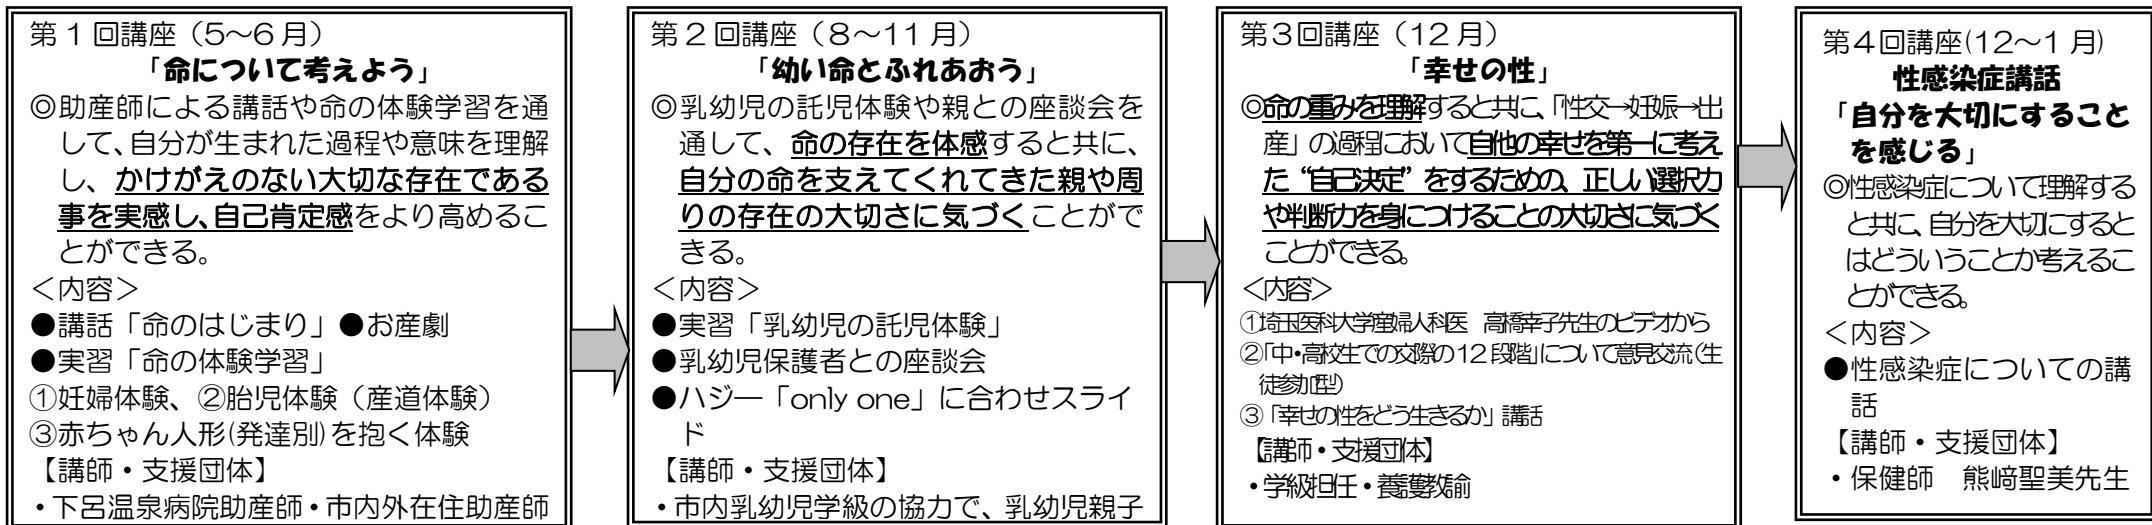 第1回講座（5～6月）
「命について考えよう」
◎助産師による講話や命の体験学習を通
して、自分が生まれた過程や意味を理解
し、かけがえのない大切な存在である
事を実感し、自己肯定感をより高めるこ
とができる。
＜内容＞
●講話「命のはじまり」●お産劇
●実習「命の体験学習」
①妊婦体験、②胎児体験（産道体験）
③赤ちゃん人形(発達別)を抱く体験
【講師・支援団体】
・下呂温泉病院助産師・市内外在住助産師
第2回講座（8～11月）
「幼い命とふれあおう」
◎乳幼児の託児体験や親との座談会を
通して、命の存在を体感すると共に、
自分の命を支えてくれてきた親や周
りの存在の大切さに気づくことがで
きる。
＜内容＞
●実習「乳幼児の託児体験」
●乳幼児保護者との座談会
●ハジ―「only one」に合わせスライ
ド
【講師・支援団体】
・市内乳幼児学級の協力で、乳幼児親子
第3回講座（12月）
「幸せの性」
◎命の重みを理解すると共に、「性交→妊娠→出
産」の過程において自他の幸せを第一に考え
た“自己決定”をするための、正しい選択力
や判断力を身につけることの大切さに気づく
ことができる。
＜内容＞
①埼玉医科大学産婦人科医　高橋幸子先生のビデオから
②「中・高校生での交際の12段階」について意見交流（生
徒参加型）
③「幸せの性をどう生きるか」講話
【講師・支援団体】
・学級担任・養護教諭
第4回講座(12～1月)
性感染症講話
「自分を大切にすること
を感じる」
◎性感染症について理解する
と共に、自分を大切にすると
はどういうことか考えるこ
とができる。
＜内容＞
●性感染症についての講
話
【講師・支援団体】
・保健師　熊﨑聖美先生